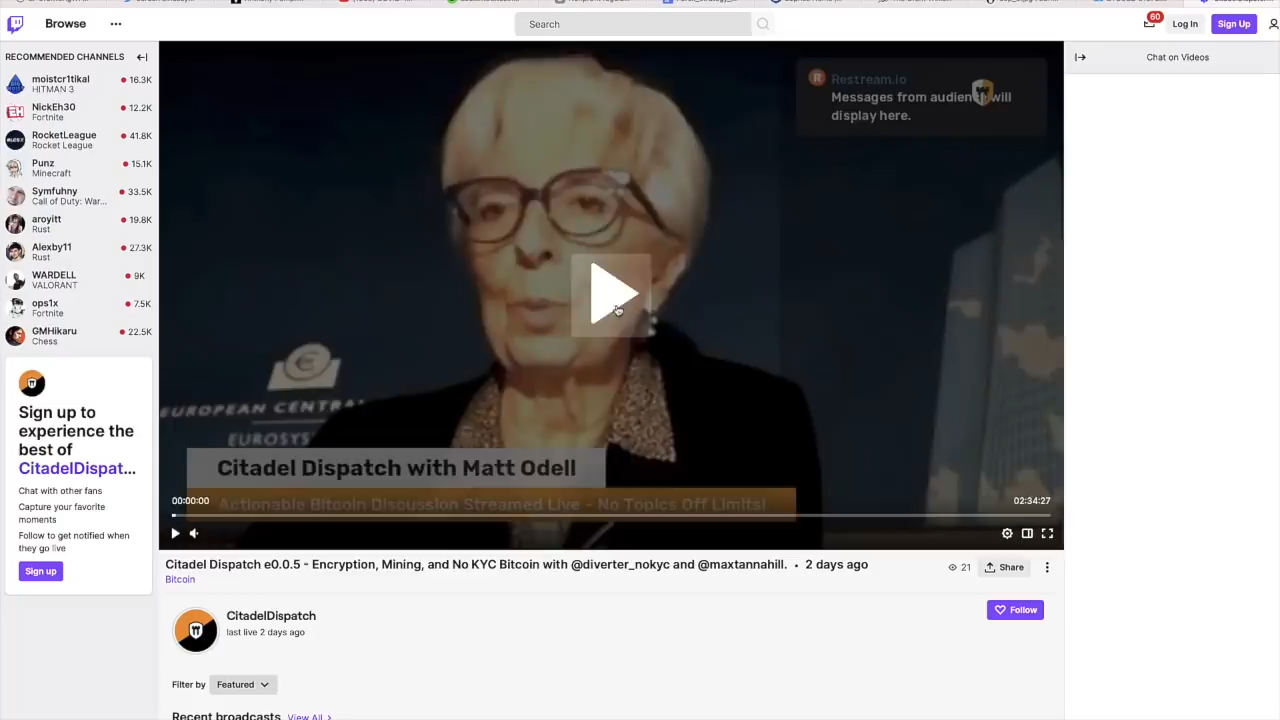 Browse
Search
60
Log In
Sign Up
RECOMMENDED CHANNELS
moistcr1tikal
HITMAN 3
16.3K
NickEh30
Fortnite
12.2K
RocketLeague
Rocket League
41.8K
Punz
Minecraft
15.1K
Symfuhny
Call of Duty: War...
33.5K
aroyitt
Rust
19.8K
Alexby11
Rust
27.3K
WARDELL
VALORANT
9K
ops1x
Fortnite
7.5K
GMHikaru
Chess
22.5K
Sign up to
experience the
best of
CitadelDispat...
Chat with other fans
Capture your favorite
moments
Follow to get notified when
they go live
Sign up
Restream.io
Messages from audience will
display here.
EUROPEAN CENTRA
EUROSYS
Citadel Dispatch with Matt Odell
Actionable Bitcoin Discussion Streamed Live - No Topics Off Limits!
00:00:00
02:34:27
Citadel Dispatch e0.0.5 - Encryption, Mining, and No KYC Bitcoin with @diverter_nokyc and @maxtannahill. • 2 days ago
Bitcoin
21
Share
CitadelDispatch
last live 2 days ago
Follow
Filter by
Featured
Recent broadcasts
View All
Chat on Videos